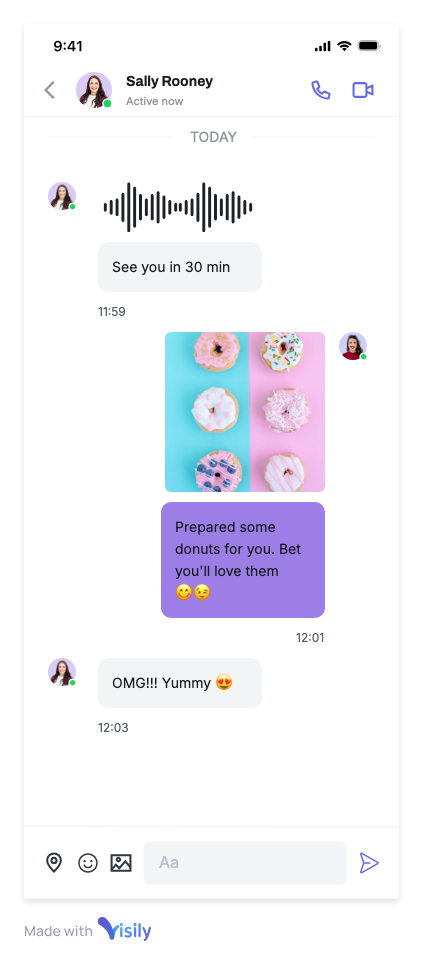 9:41
Sally Rooney
Active now
TODAY
See you in 30 min
11:59
Prepared some
donuts for you. Bet
you'll love them
😋😉
12:01
OMG!!! Yummy 😍
12:03
Aa
Made with Visily